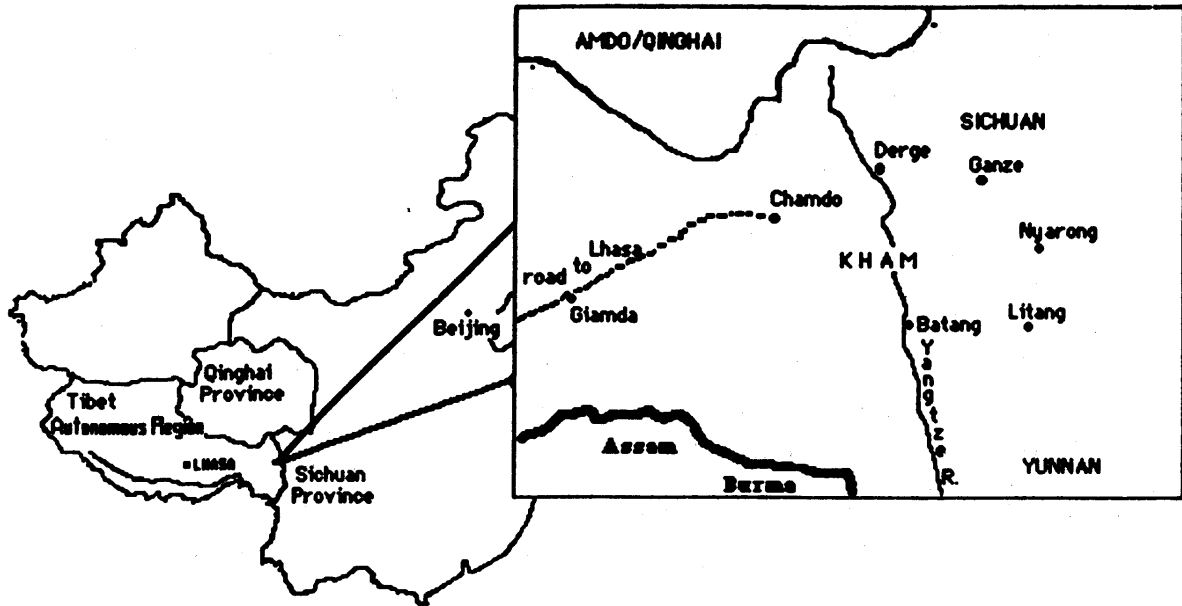 AMDO/QINGHAI
SICHUAN
Derge
Ganze
Chamdo
Nyarong
KHAM
road to Lhasa
Giamda
Batang
Litang
Yangtze R.
Assam
Burma
YUNNAN
Beijing
Qinghai
Province
Tibet
Autonomous Region
LHASA
Sichuan
Province